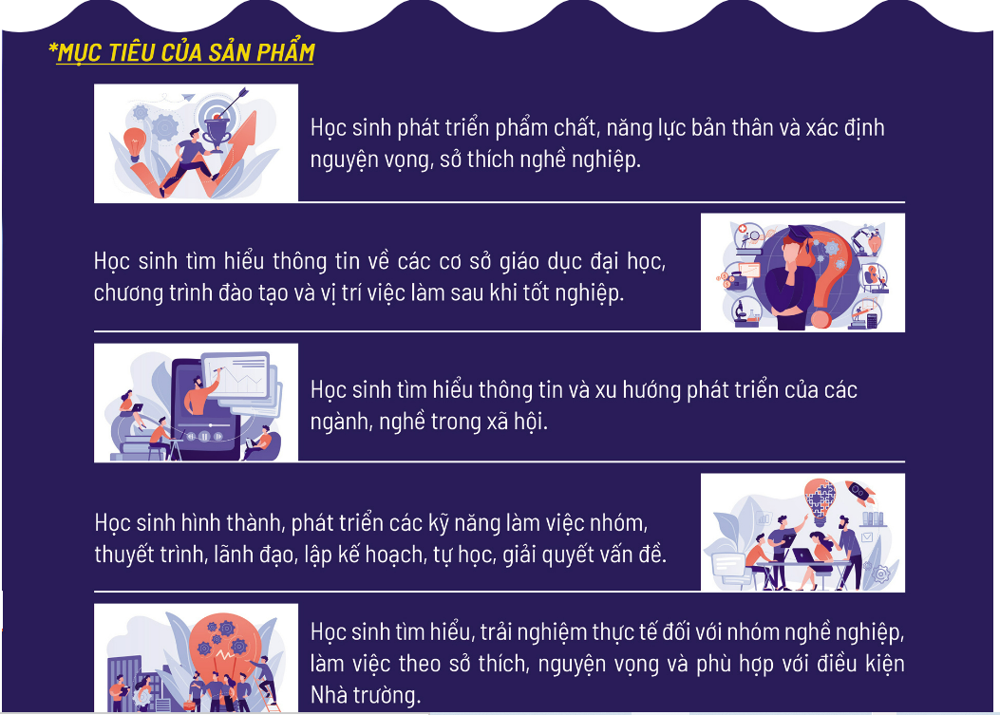 *MỤC TIÊU CỦA SẢN PHẨM
Học sinh phát triển phẩm chất, năng lực bản thân và xác định
nguyện vọng, sở thích nghề nghiệp.
Học sinh tìm hiểu thông tin về các cơ sở giáo dục đại học,
chương trình đào tạo và vị trí việc làm sau khi tốt nghiệp.
Học sinh tìm hiểu thông tin và xu hướng phát triển của các
ngành, nghề trong xã hội.
Học sinh hình thành, phát triển các kỹ năng làm việc nhóm,
thuyết trình, lãnh đạo, lập kế hoạch, tự học, giải quyết vấn đề.
Học sinh tìm hiểu, trải nghiệm thực tế đối với nhóm nghề nghiệp,
làm việc theo sở thích, nguyện vọng và phù hợp với điều kiện
Nhà trường.